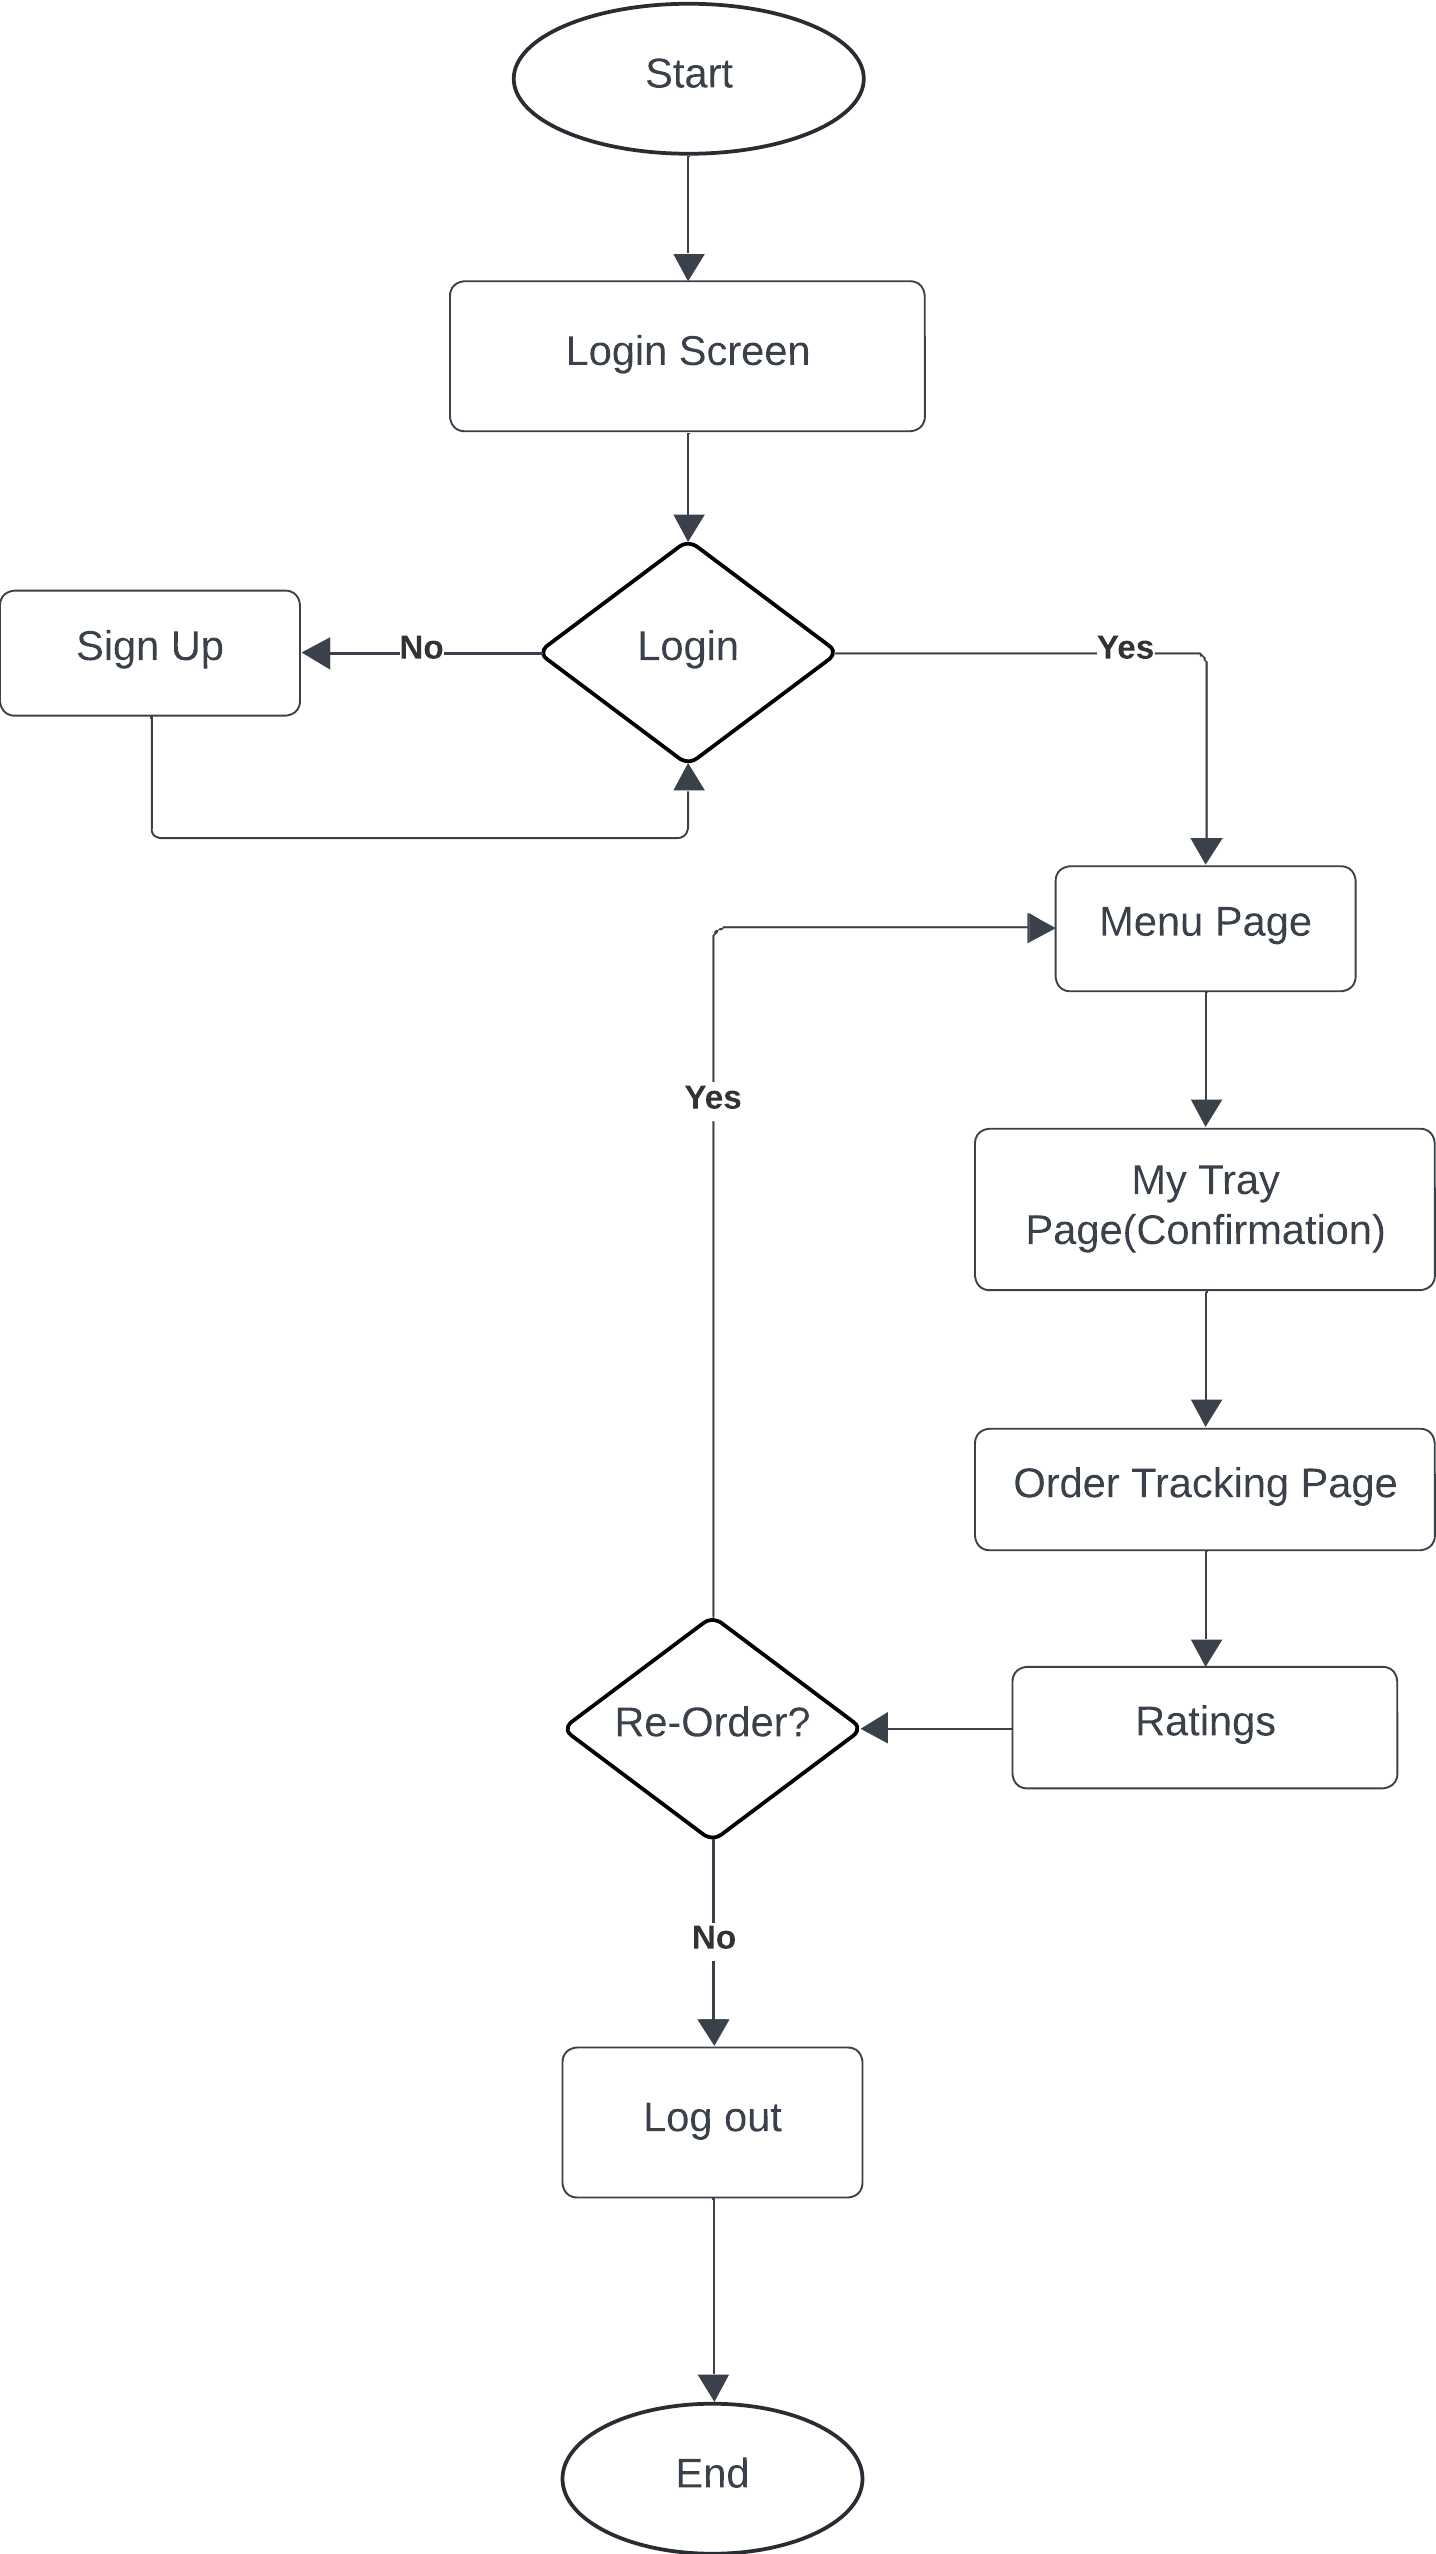 Start
Login Screen
Sign Up
No
Login
Yes
Menu Page
Yes
My Tray
Page(Confirmation)
Order Tracking Page
Re-Order?
Ratings
No
Log out
End